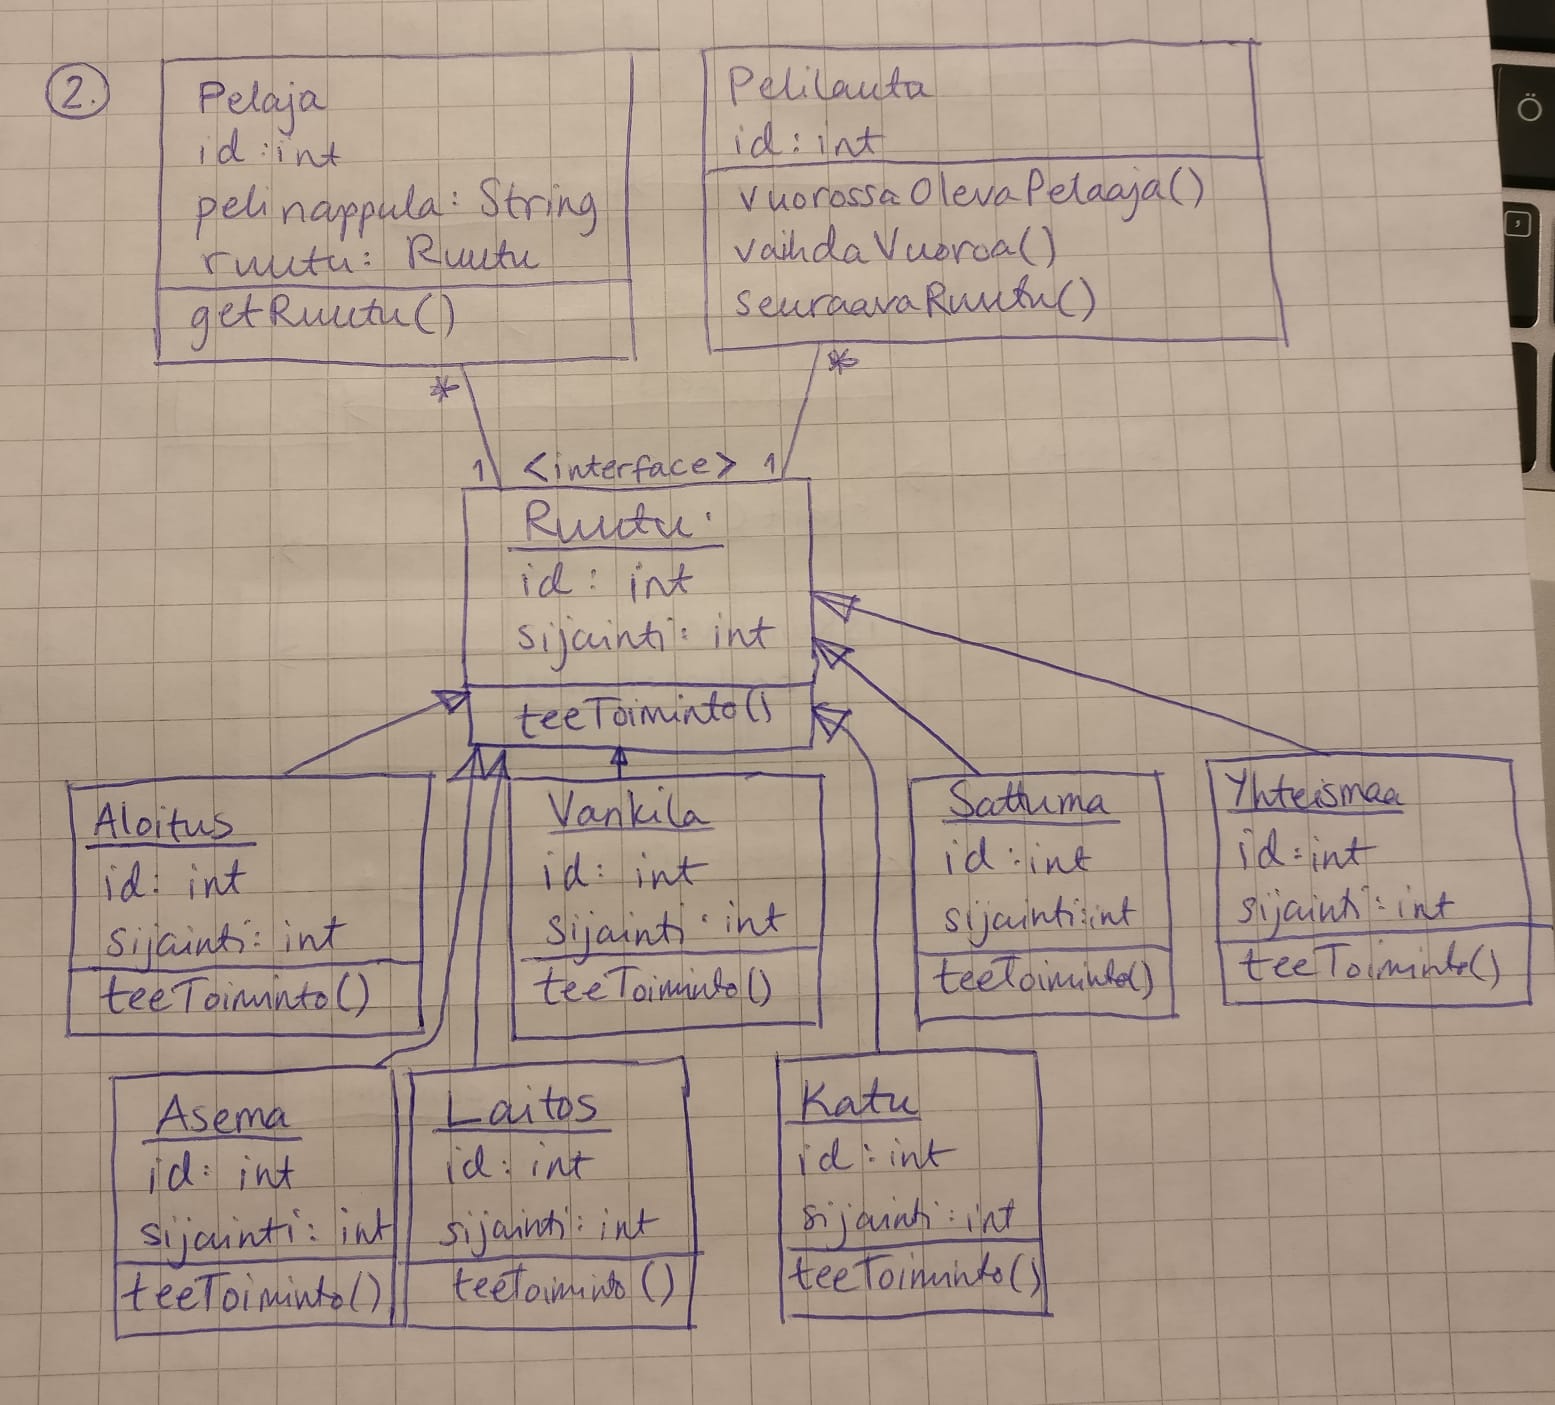 2.
Pelaja
id : int
pelinappula: String
ruutu: Ruutu
getRuutu()
Pelilauta
id : int
vuorossaOlevaPelaaja()
vaihdaVuoroa()
seuraavaRuutu()
*
*
1 <interface> 1
Ruutu
id : int
sijainti: int
teeToiminto()
Aloitus
id: int
sijainti: int
teeToiminto()
Vankila
id: int
sijainti: int
teeToiminto()
Sattuma
id : int
sijainti:int
teeToiminto()
Yhteismaa
id : int
sijainti : int
teeToiminto()
Asema
id: int
sijainti: int
teeToiminto()
Laitos
id: int
sijainti: int
teeToiminto()
Katu
id : int
sijainti : int
teeToiminto()
Ö